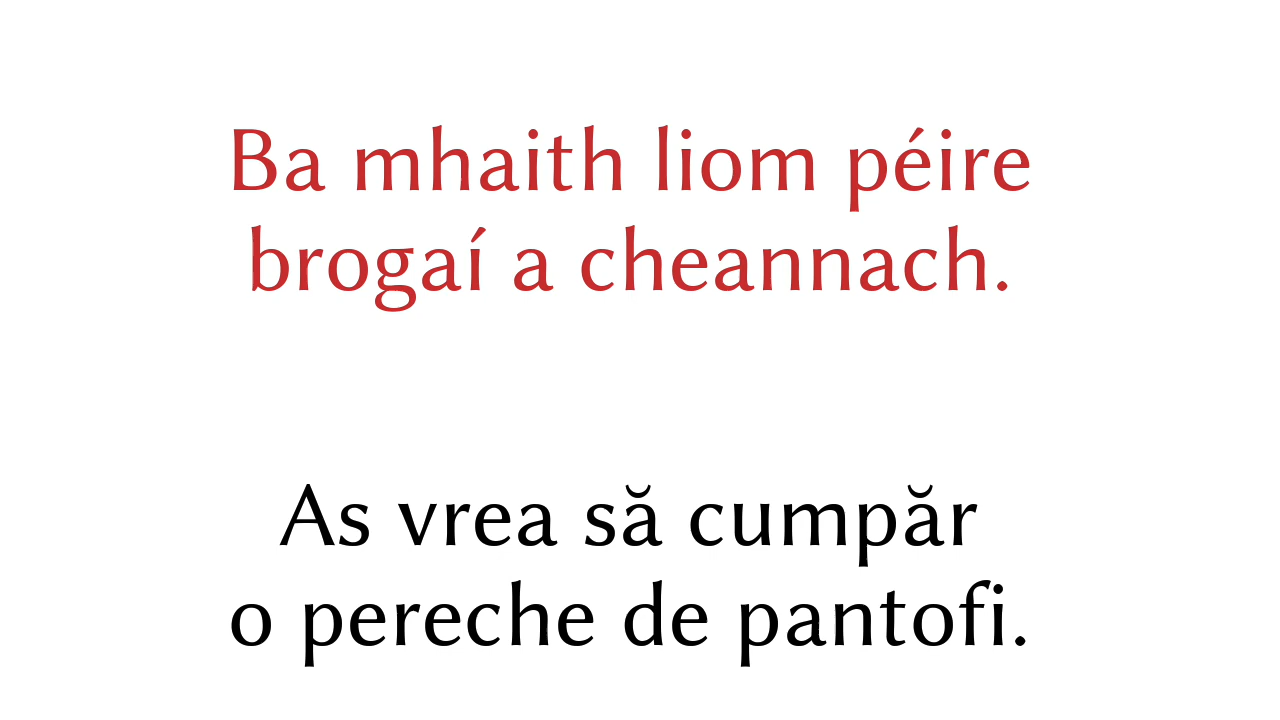 Ba mhaith liom péire
brogaí a cheannach.
As vrea să cumpăr
o pereche de pantofi.